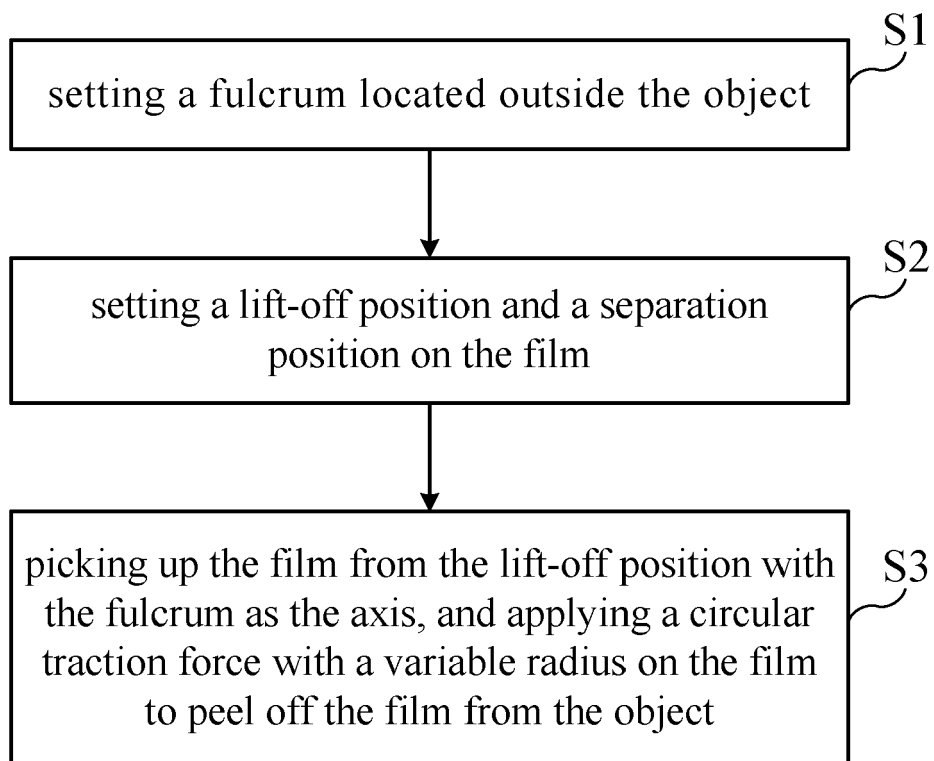 S1
setting a fulcrum located outside the object
S2
setting a lift-off position and a separation
position on the film
S3
picking up the film from the lift-off position with
the fulcrum as the axis, and applying a circular
traction force with a variable radius on the film
to peel off the film from the object